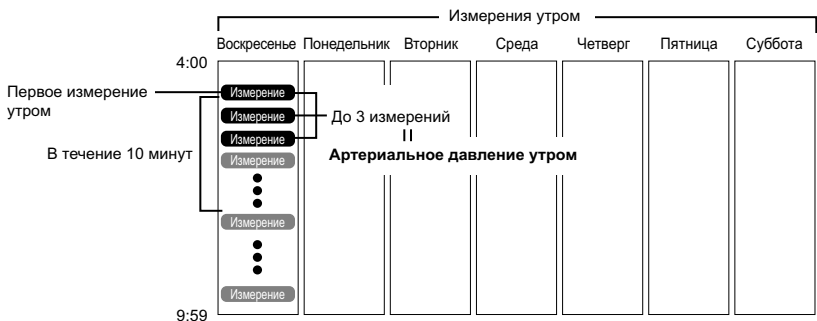 Измерения утром
Воскресенье Понедельник Вторник Среда Четверг Пятница Суббота
4:00
Первое измерение
утром
Измерение
Измерение
До 3 измерений
Измерение
В течение 10 минут
Измерение
Артериальное давление утром
Измерение
Измерение
9:59